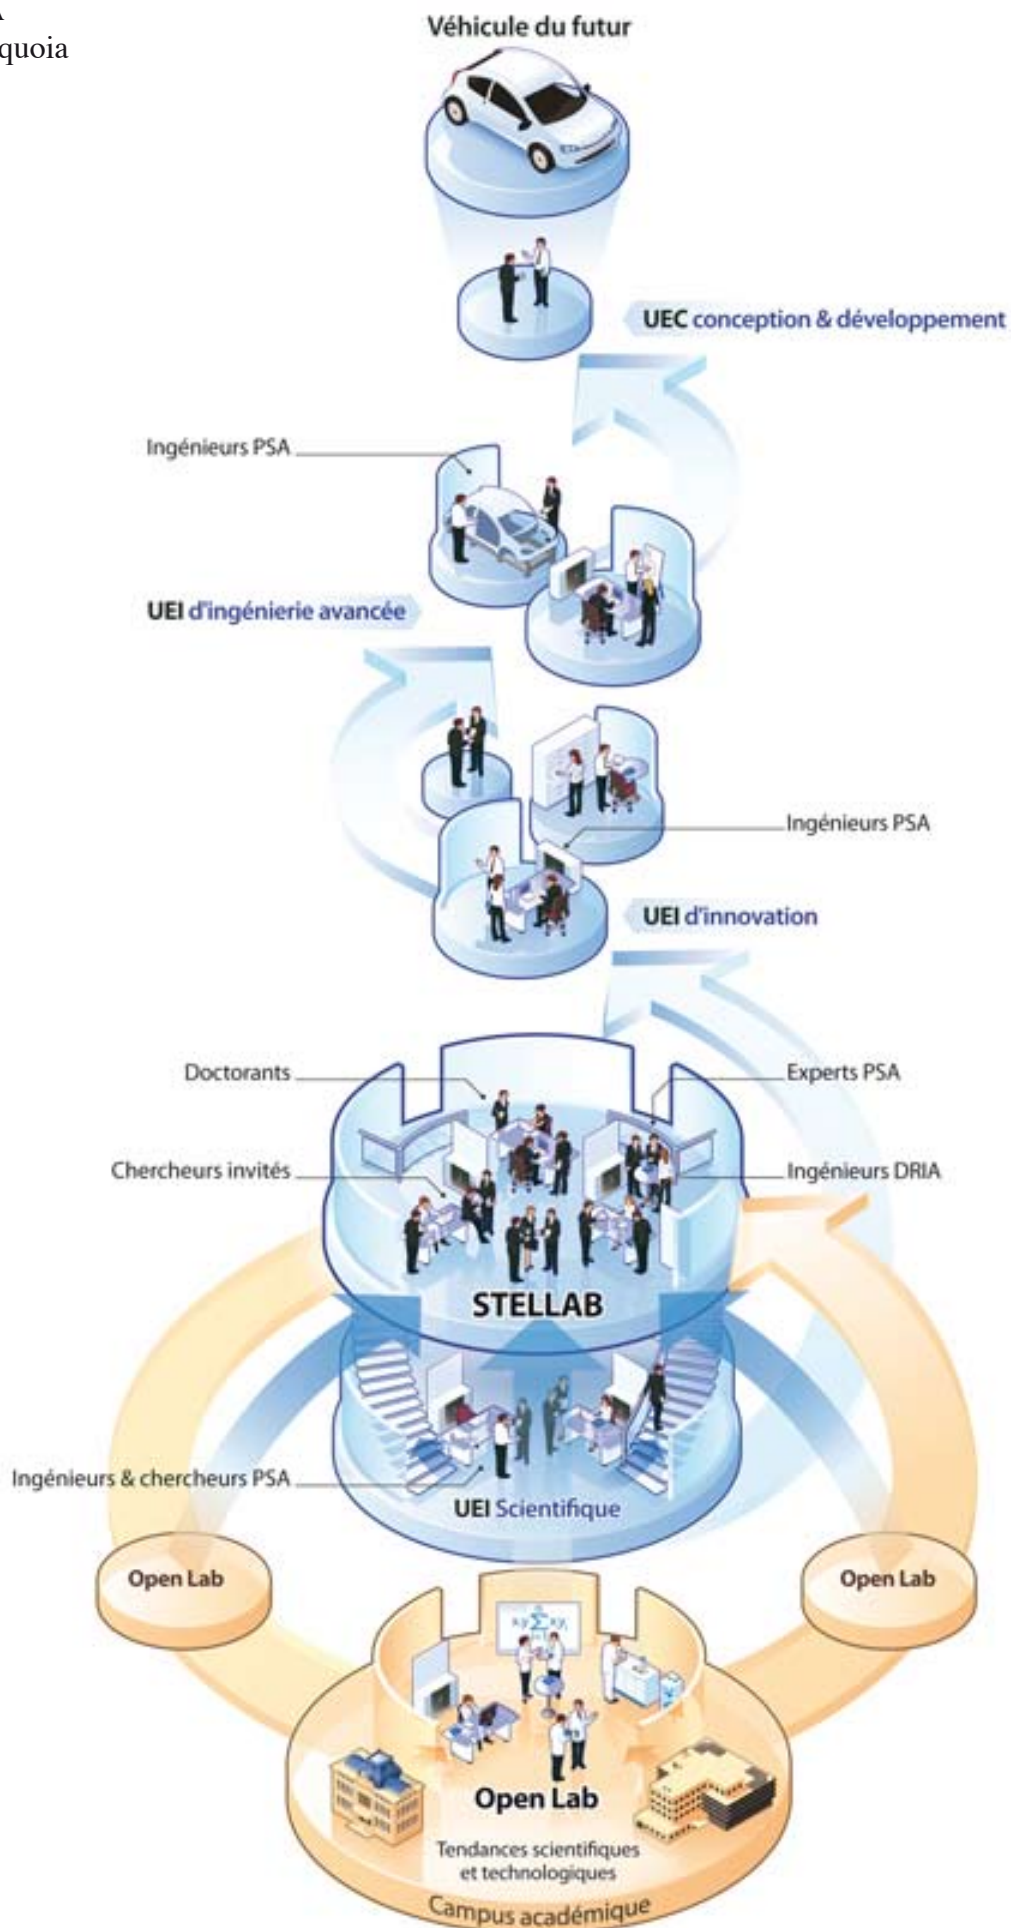 A
quoia
Véhicule du futur
UEC conception & développement
Ingénieurs PSA
UEI d'ingénierie avancée
Ingénieurs PSA
UEI d'innovation
Doctorants
Experts PSA
Chercheurs invités
Ingénieurs DRIA
STELLAB
Ingénieurs & chercheurs PSA
UEI Scientifique
Open Lab
Open Lab
Open Lab
Tendances scientifiques
et technologiques
Campus académique